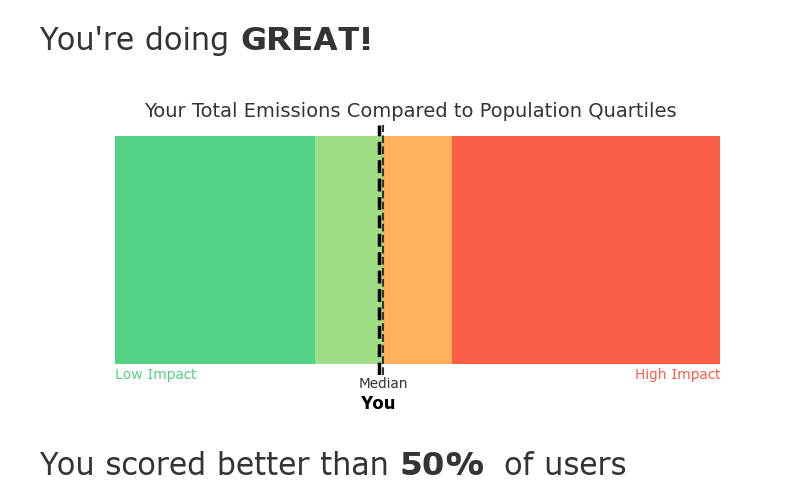 You're doing GREAT!
Your Total Emissions Compared to Population Quartiles
Low Impact
Median
High Impact
You
You scored better than 50% of users